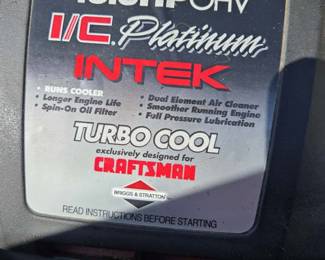 OHV
I/C Platinum
INTEK
• RUNS COOLER
• Longer Engine Life
• Spin-On Oil Filter
• Dual Element Air Cleaner
• Smoother Running Engine
• Full Pressure Lubrication
TURBO COOL
exclusively designed for
CRAFTSMAN
BRIGGS & STRATTON
READ INSTRUCTIONS BEFORE STARTING